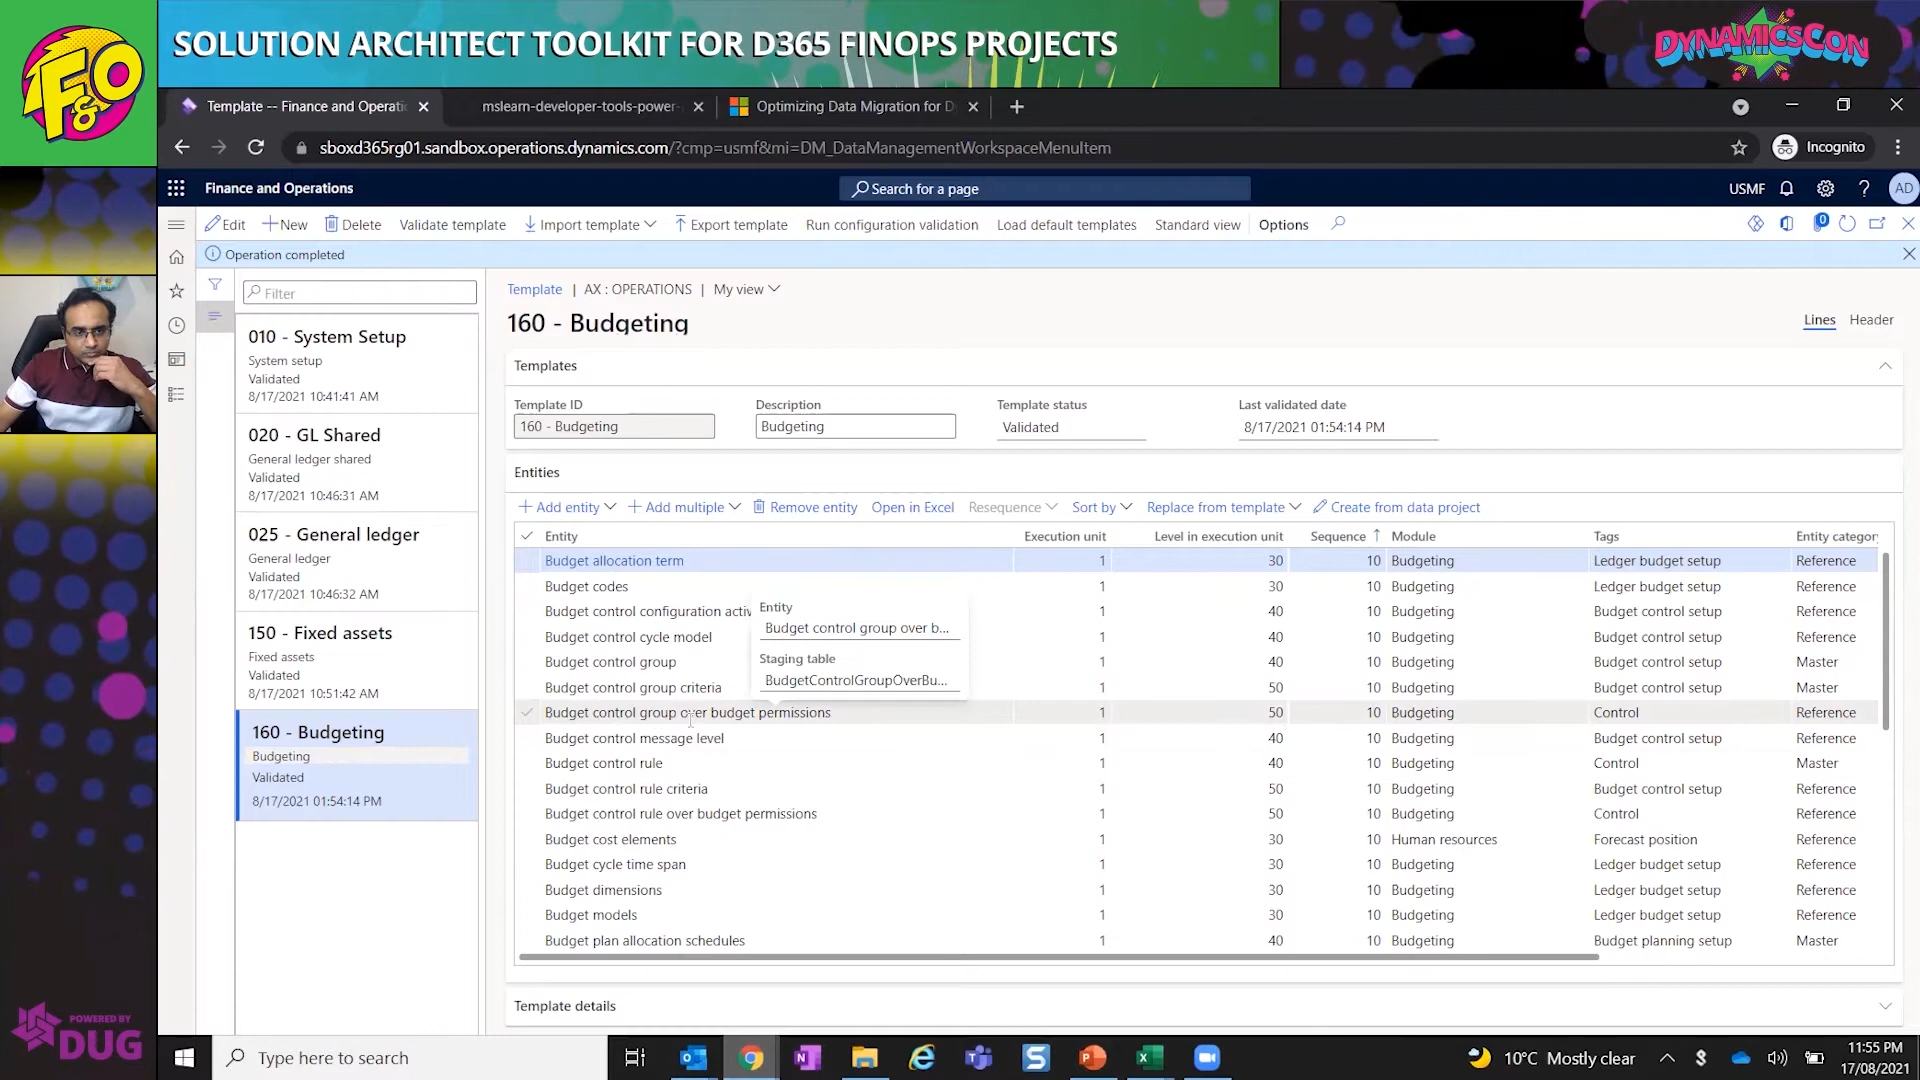 SOLUTION ARCHITECT TOOLKIT FOR D365 FINOPS PROJECTS
DYNAMICSCON
F&O
Template -- Finance and Operatio
mslearn-developer-tools-power-
Optimizing Data Migration for D
sboxd365rg01.sandbox.operations.dynamics.com/?cmp=usmf&mi=DM_DataManagementWorkspaceMenuItem
Incognito
Finance and Operations
Search for a page
USMF
AD
Edit New Delete Validate template Import template Export template Run configuration validation Load default templates Standard view Options
0
Operation completed
Filter
010 - System Setup
System setup
Validated
8/17/2021 10:41:41 AM
020 - GL Shared
General ledger shared
Validated
8/17/2021 10:46:31 AM
025 - General ledger
General ledger
Validated
8/17/2021 10:46:32 AM
150 - Fixed assets
Fixed assets
Validated
8/17/2021 10:51:42 AM
160 - Budgeting
Budgeting
Validated
8/17/2021 01:54:14 PM
Template | AX : OPERATIONS | My view
160 - Budgeting
Lines Header
Templates
Template ID Description Template status Last validated date
160 - Budgeting Budgeting Validated 8/17/2021 01:54:14 PM
Entities
Add entity Add multiple Remove entity Open in Excel Resequence Sort by Replace from template Create from data project
Entity Execution unit Level in execution unit Sequence Module Tags Entity categor
Budget allocation term 1 30 10 Budgeting Ledger budget setup Reference
Budget codes 1 30 10 Budgeting Ledger budget setup Reference
Budget control configuration activ 1 40 10 Budgeting Budget control setup Reference
Budget control cycle model 1 40 10 Budgeting Budget control setup Reference
Budget control group 1 40 10 Budgeting Budget control setup Master
Budget control group criteria 1 50 10 Budgeting Budget control setup Master
Budget control group over budget permissions 1 50 10 Budgeting Control Reference
Budget control message level 1 40 10 Budgeting Budget control setup Reference
Budget control rule 1 40 10 Budgeting Control Master
Budget control rule criteria 1 50 10 Budgeting Budget control setup Reference
Budget control rule over budget permissions 1 50 10 Budgeting Control Reference
Budget cost elements 1 30 10 Human resources Forecast position Reference
Budget cycle time span 1 30 10 Budgeting Ledger budget setup Reference
Budget dimensions 1 30 10 Budgeting Ledger budget setup Reference
Budget models 1 30 10 Budgeting Ledger budget setup Reference
Budget plan allocation schedules 1 40 10 Budgeting Budget planning setup Master
Entity
Budget control group over b...
Staging table
BudgetControlGroupOverBu...
Template details
POWERED BY
DUG
Type here to search
10°C Mostly clear
11:55 PM
17/08/2021